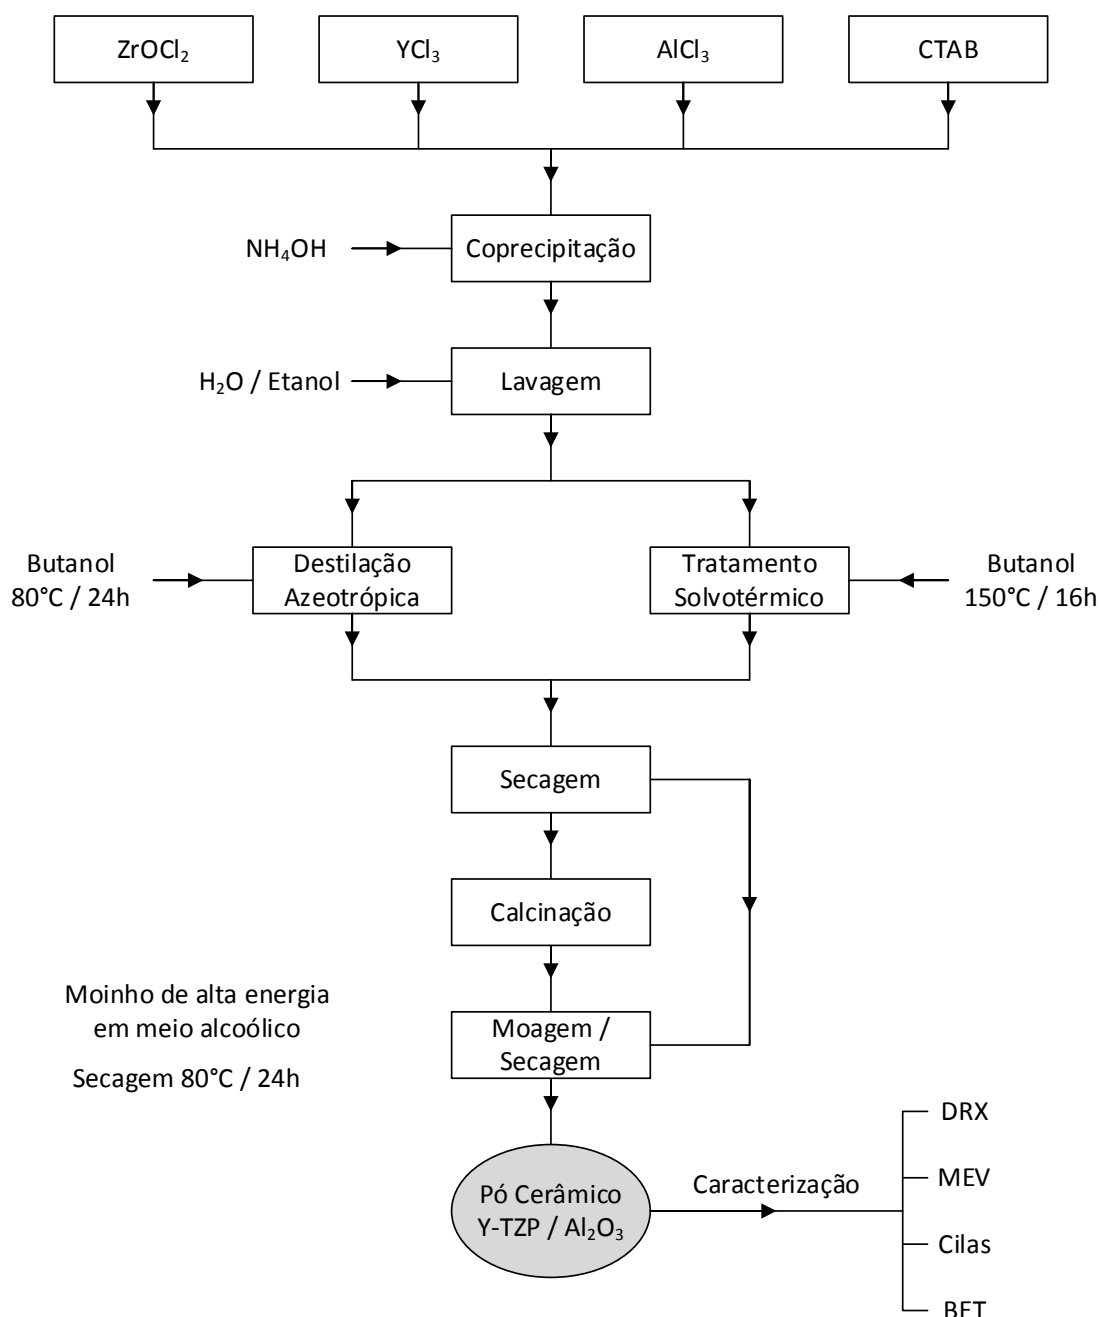 ZrOCl₂
YCl₃
AlCl₃
CTAB
NH₄OH
Coprecipitação
H₂O / Etanol
Lavagem
Butanol
80°C / 24h
Destilação
Azeotrópica
Tratamento
Solvotérmico
Butanol
150°C / 16h
Secagem
Calcinação
Moinho de alta energia
em meio alcoólico
Secagem 80°C / 24h
Moagem /
Secagem
Pó Cerâmico
Y-TZP / Al₂O₃
Caracterização
DRX
MEV
Cilas
BET